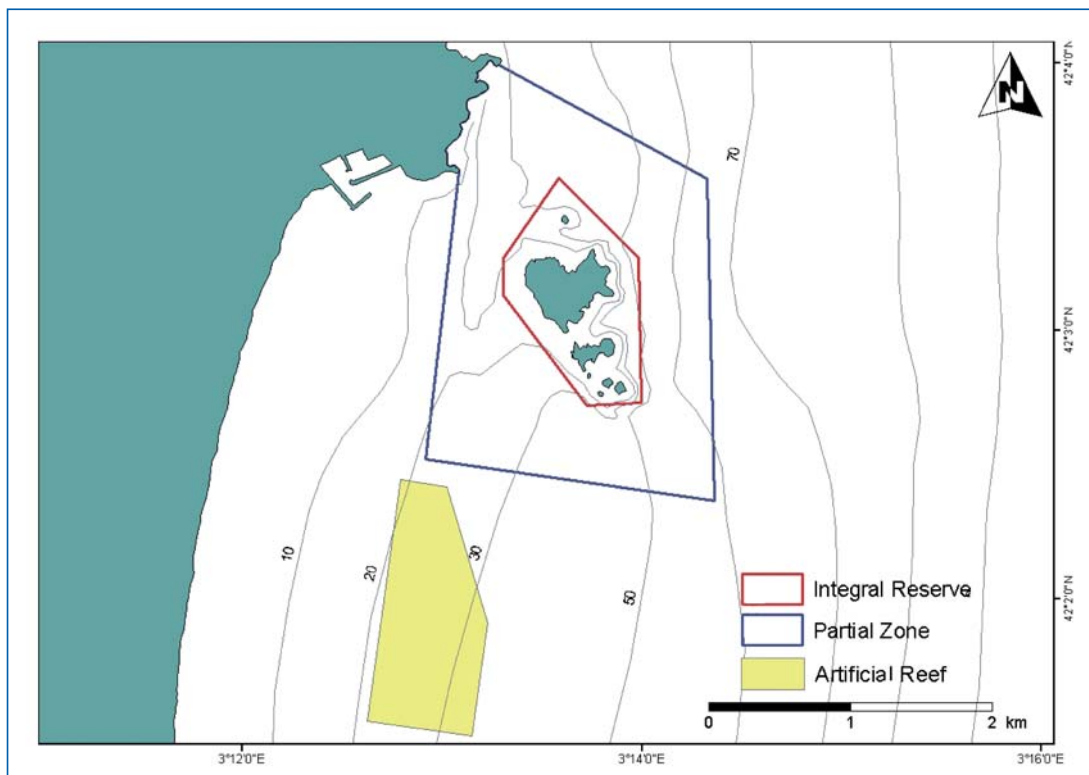 N
42°4'0"N
70
42°3'0"N
10
20
30
50
42°2'0"N
Integral Reserve
Partial Zone
Artificial Reef
0 1 2 km
3°12'0"E 3°14'0"E 3°16'0"E